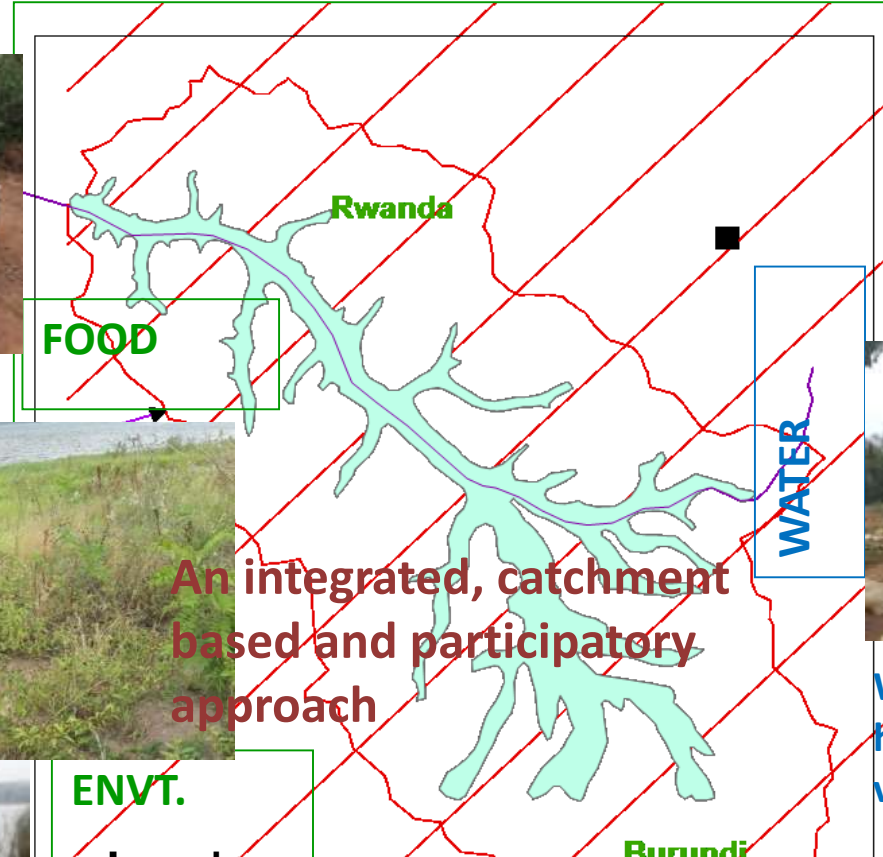 Rwanda
FOOD
WATER
An integrated, catchment
based and participatory
approach
ENVT.
Burundi